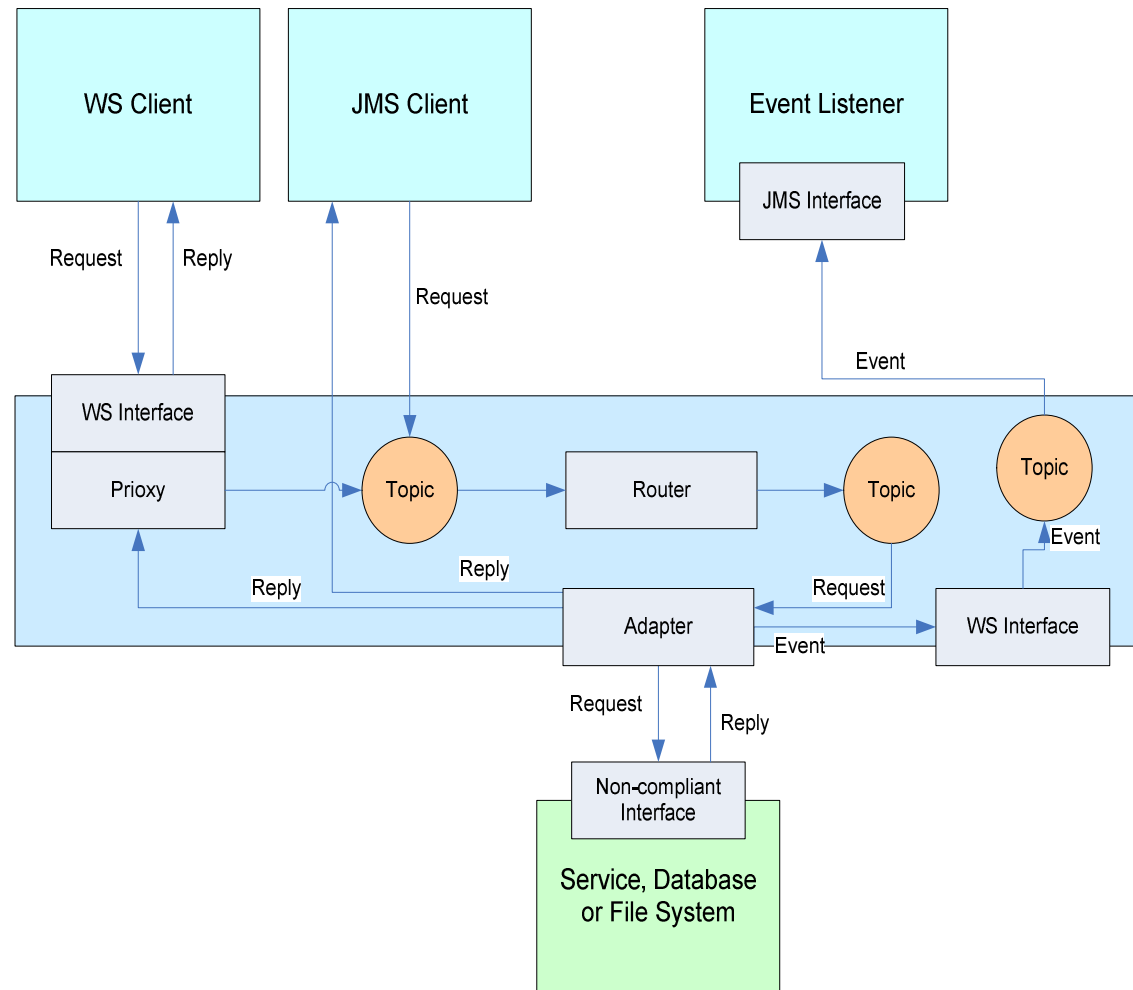 WS Client
JMS Client
Event Listener
JMS Interface
Request
Reply
Request
Event
WS Interface
Prioxy
Topic
Router
Topic
Topic
Event
Reply
Reply
Request
Adapter
WS Interface
Event
Request
Reply
Non-compliant
Interface
Service, Database
or File System